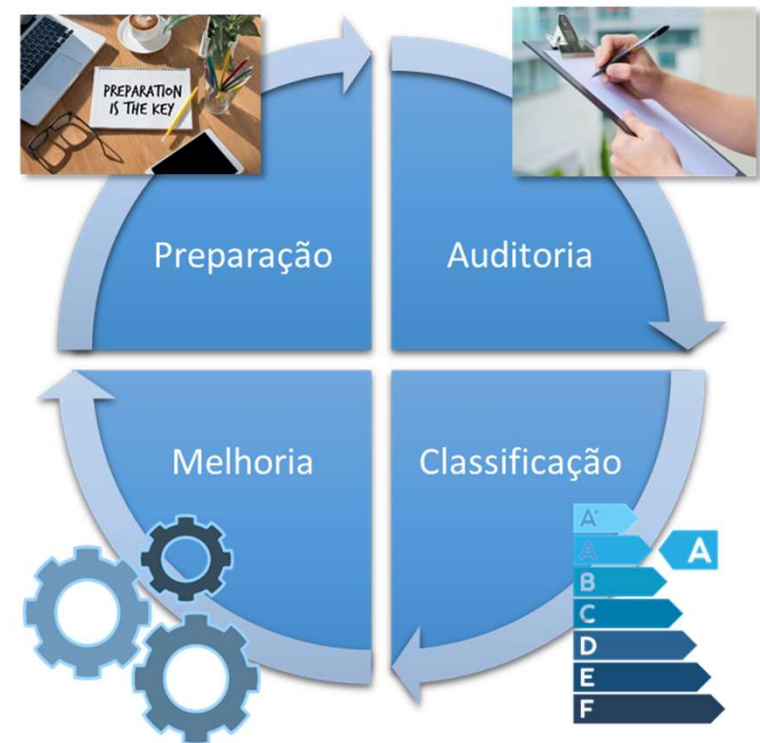 PREPARATION
IS THE KEY
Preparação
Auditoria
Melhoria
Classificação
A+
A
A
B
C
D
E
F